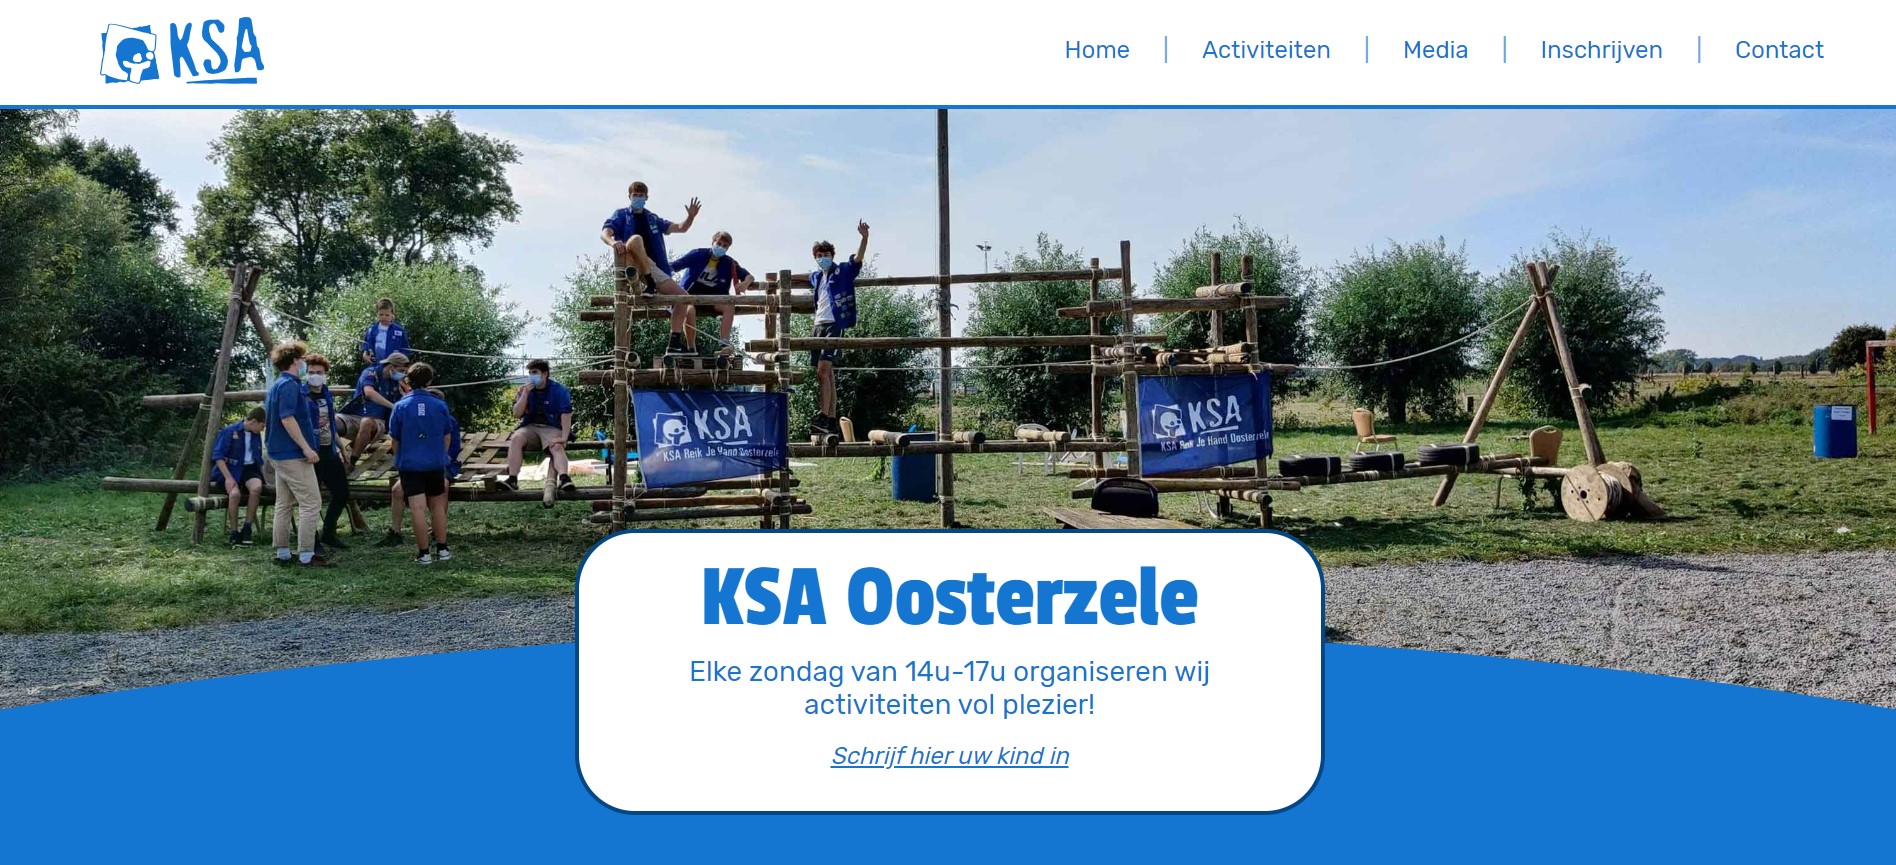 KSA
Home
Activiteiten
Media
Inschrijven
Contact
KSA
KSA Reik Je Hand Oosterzele
KSA
KSA Reik Je Hand Oosterzele
KSA Oosterzele
Elke zondag van 14u-17u organiseren wij
activiteiten vol plezier!
Schrijf hier uw kind in